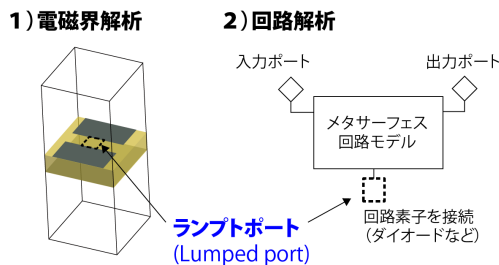 1）電磁界解析
2）回路解析
入力ポート
出力ポート
メタサーフェス
回路モデル
ランプトポート
(Lumped port)
回路素子を接続
（ダイオードなど）